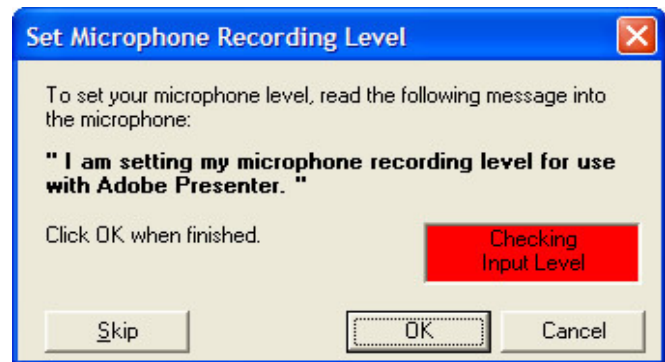 Set Microphone Recording Level
To set your microphone level, read the following message into
the microphone:
" I am setting my microphone recording level for use
with Adobe Presenter. "
Click OK when finished.
Checking
Input Level
Skip
OK
Cancel